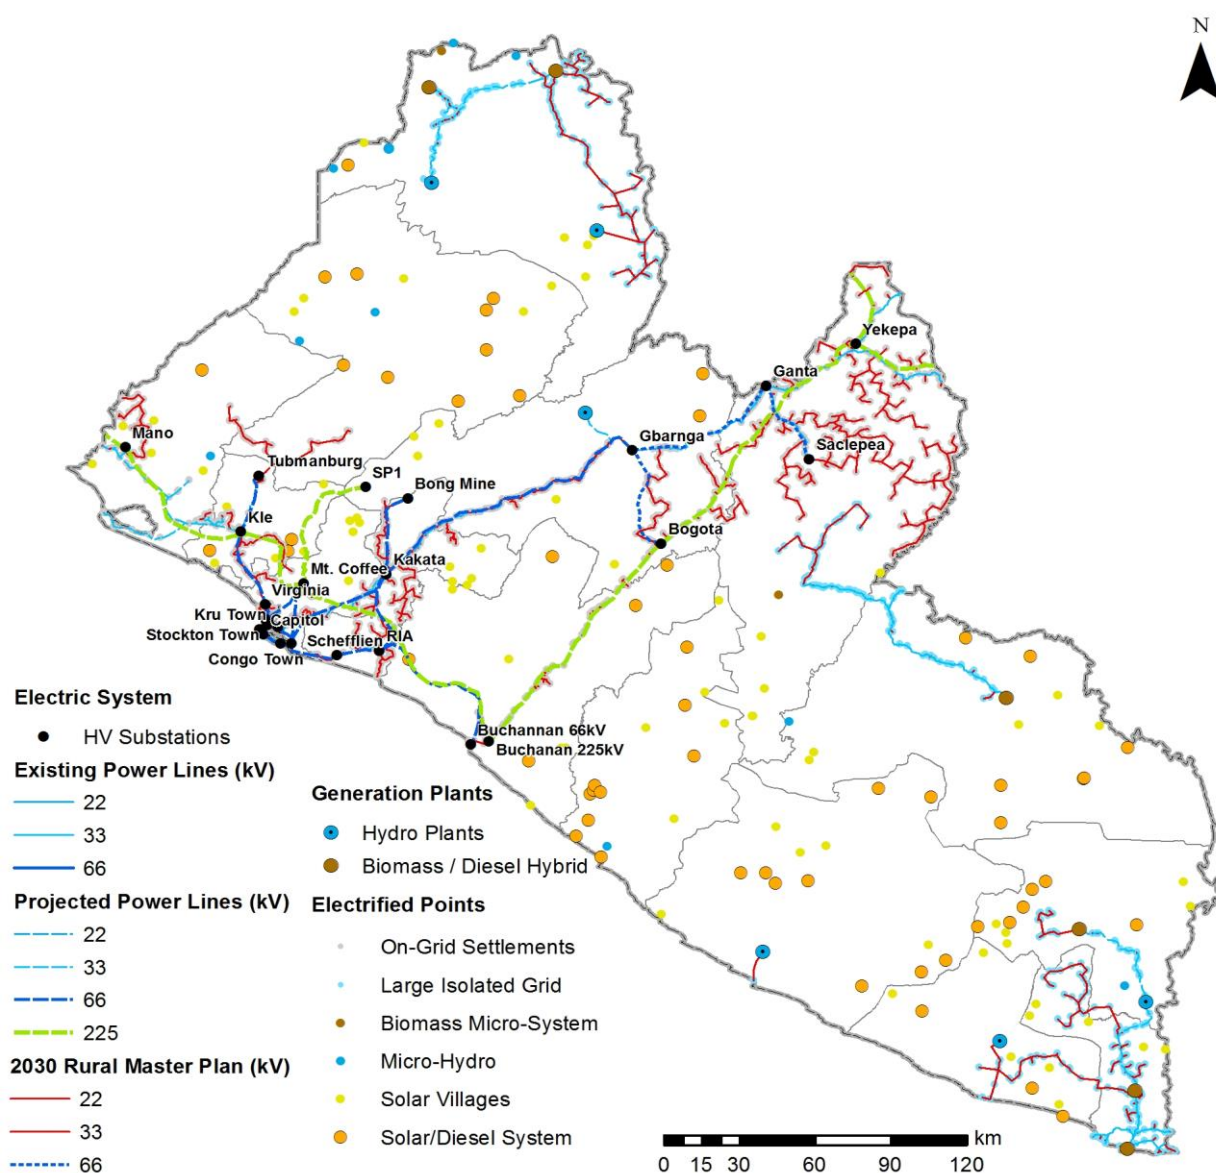 N
Yekepa
Ganta
Mano
Gbarnga
Saclepea
Tubmanburg
SP1
Bong Mine
Kle
Bogota
Kakata
Mt. Coffee
Virginia
Kru Town
Capitol
Stockton Town
Schefflien
RIA
Congo Town
Buchannan 66kV
Buchanan 225kV
Electric System
HV Substations
Existing Power Lines (kV)
22
33
66
Projected Power Lines (kV)
22
33
66
225
2030 Rural Master Plan (kV)
22
33
66
Generation Plants
Hydro Plants
Biomass / Diesel Hybrid
Electrified Points
On-Grid Settlements
Large Isolated Grid
Biomass Micro-System
Micro-Hydro
Solar Villages
Solar/Diesel System
km
0 15 30 60 90 120